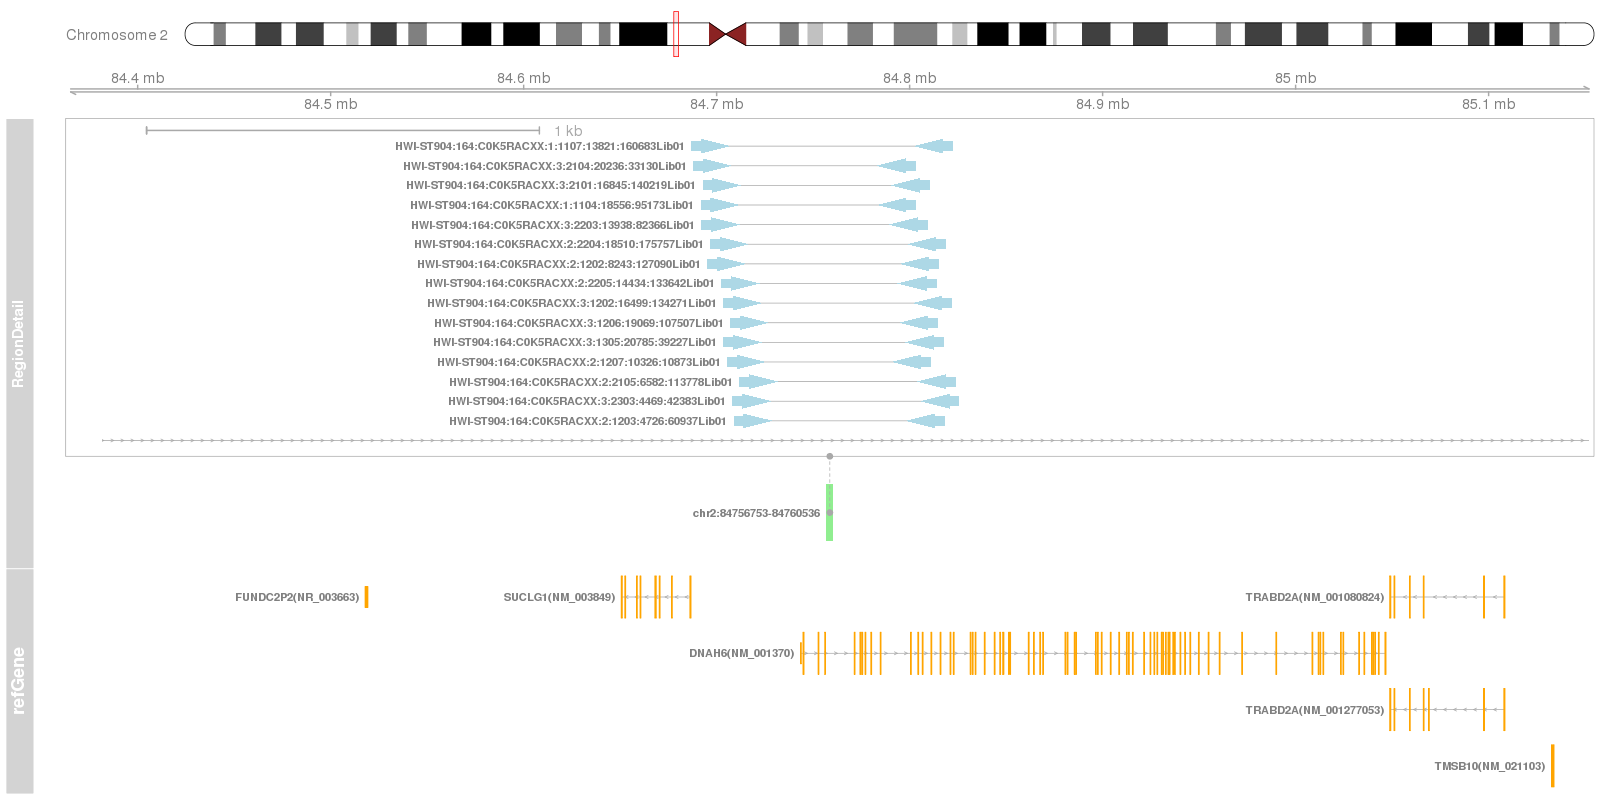 Chromosome 2
84.4 mb
84.6 mb
84.8 mb
85 mb
84.5 mb
84.7 mb
84.9 mb
85.1 mb
RegionDetail
1 kb
HWI-ST904:164:C0K5RACXX:1:1107:13821:160683Lib01
HWI-ST904:164:C0K5RACXX:3:2104:20236:33130Lib01
HWI-ST904:164:C0K5RACXX:3:2101:16845:140219Lib01
HWI-ST904:164:C0K5RACXX:1:1104:18556:95173Lib01
HWI-ST904:164:C0K5RACXX:3:2203:13938:82366Lib01
HWI-ST904:164:C0K5RACXX:2:2204:18510:175757Lib01
HWI-ST904:164:C0K5RACXX:2:1202:8243:127090Lib01
HWI-ST904:164:C0K5RACXX:2:2205:14434:133642Lib01
HWI-ST904:164:C0K5RACXX:3:1202:16499:134271Lib01
HWI-ST904:164:C0K5RACXX:3:1206:19069:107507Lib01
HWI-ST904:164:C0K5RACXX:3:1305:20785:39227Lib01
HWI-ST904:164:C0K5RACXX:2:1207:10326:10873Lib01
HWI-ST904:164:C0K5RACXX:2:2105:6582:113778Lib01
HWI-ST904:164:C0K5RACXX:3:2303:4469:42383Lib01
HWI-ST904:164:C0K5RACXX:2:1203:4726:60937Lib01
chr2:84756753-84760536
refGene
FUNDC2P2(NR_003663)
SUCLG1(NM_003849)
TRABD2A(NM_001080824)
DNAH6(NM_001370)
TRABD2A(NM_001277053)
TMSB10(NM_021103)